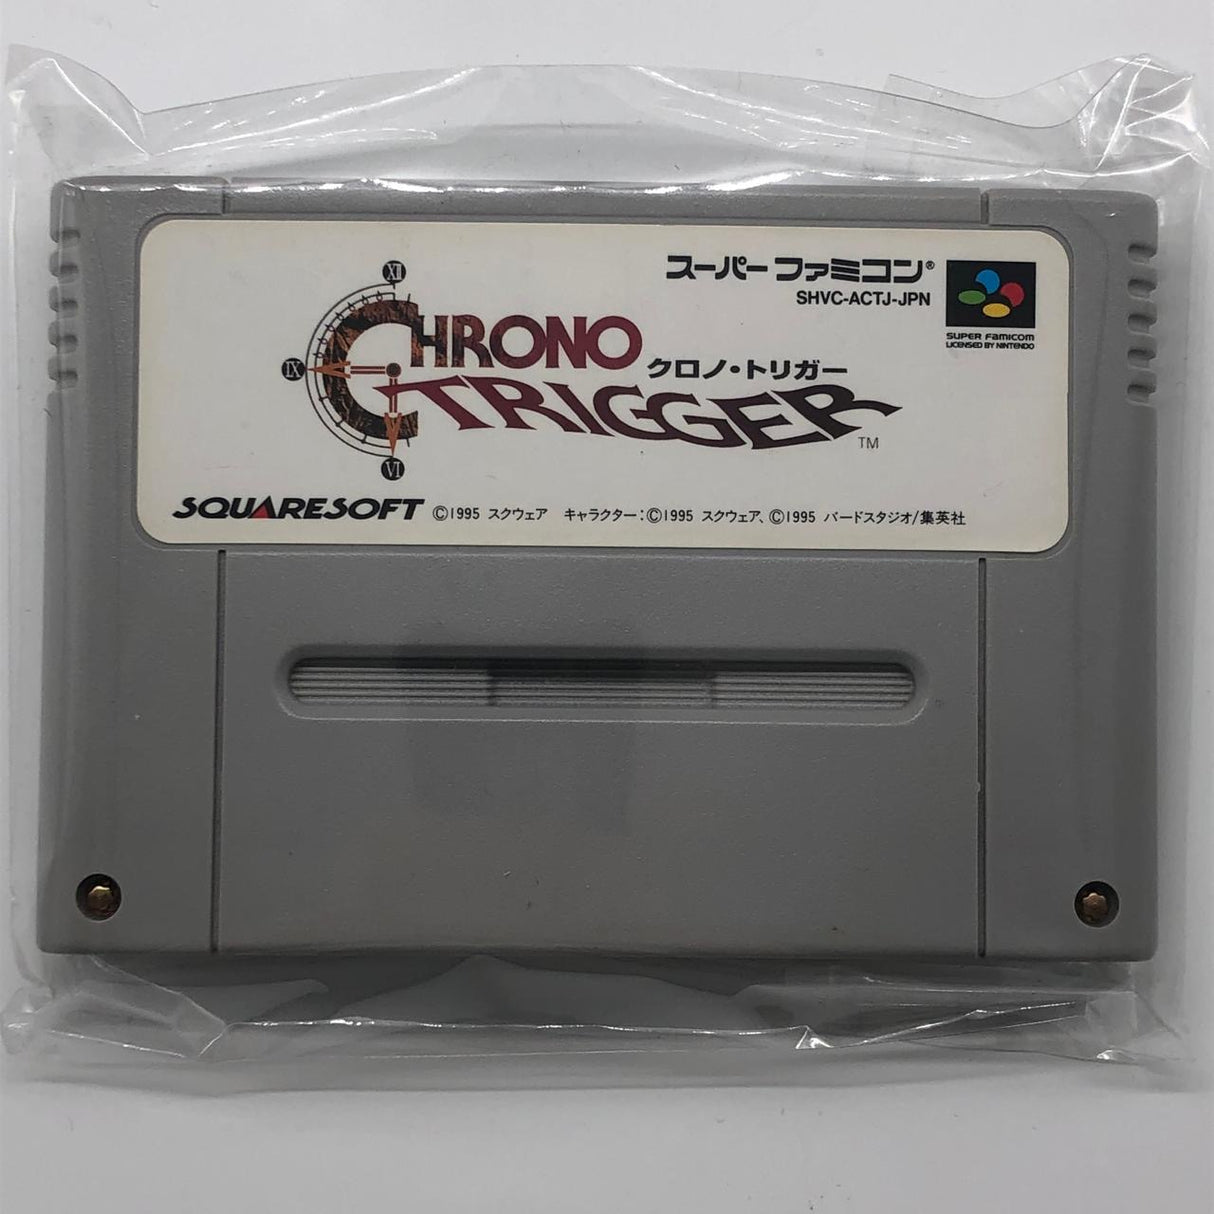 スーパーファミコン®
SHVC-ACTJ-JPN
SUPER FAMICOM
LICENSED BY NINTENDO
XII
IX
VI
CHRONO
クロノ・トリガー
TRIGGER
TM
SQUARESOFT ©1995 スクウェア キャラクター:©1995 スクウェア、©1995 バードスタジオ/集英社